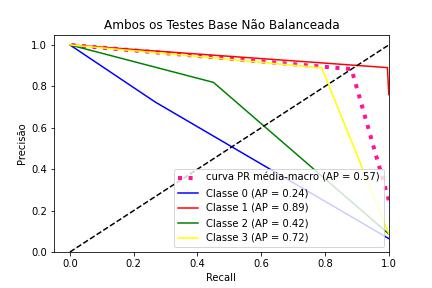 Ambos os Testes Base Não Balanceada
1.0
0.8
0.6
0.4
0.2
0.0
Precisão
0.0 0.2 0.4 0.6 0.8 1.0
Recall
curva PR média-macro (AP = 0.57)
Classe 0 (AP = 0.24)
Classe 1 (AP = 0.89)
Classe 2 (AP = 0.42)
Classe 3 (AP = 0.72)